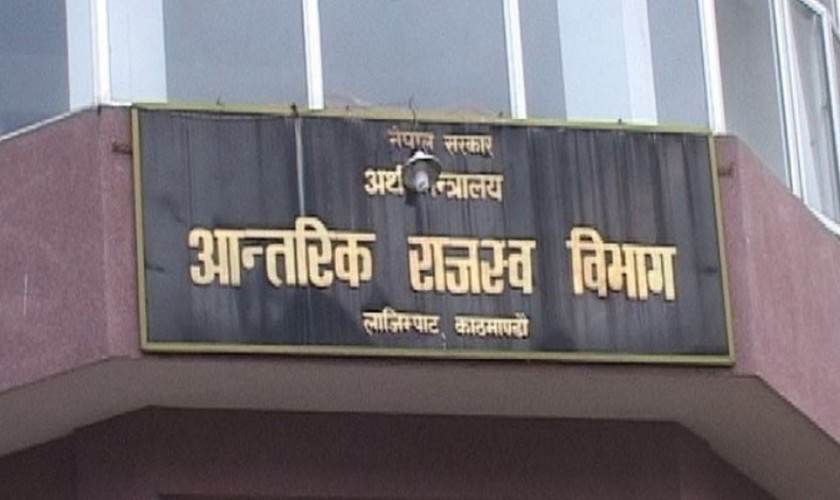 नेपाल सरकार
अर्थ मन्त्रालय
आन्तरिक राजस्व विभाग
लाजिम्पाट, काठमाण्डौ